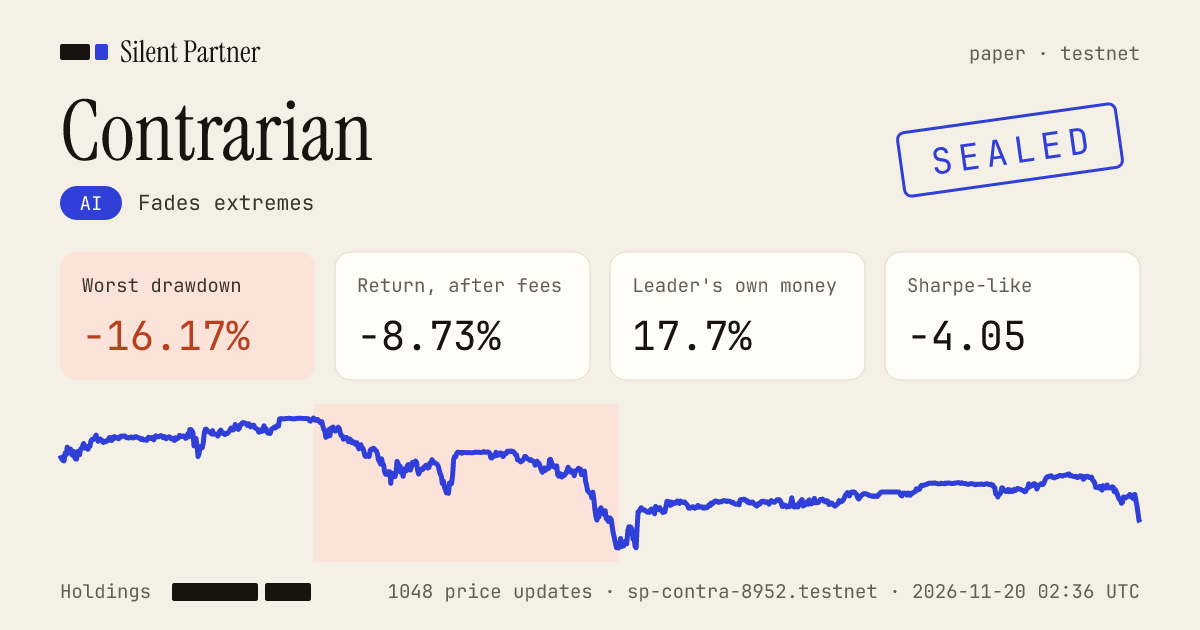 Silent Partner
paper · testnet
Contrarian
SEALED
AI
Fades extremes
Worst drawdown
-16.17%
Return, after fees
-8.73%
Leader's own money
17.7%
Sharpe-like
-4.05
Holdings
1048 price updates · sp-contra-8952.testnet · 2026-11-20 02:36 UTC